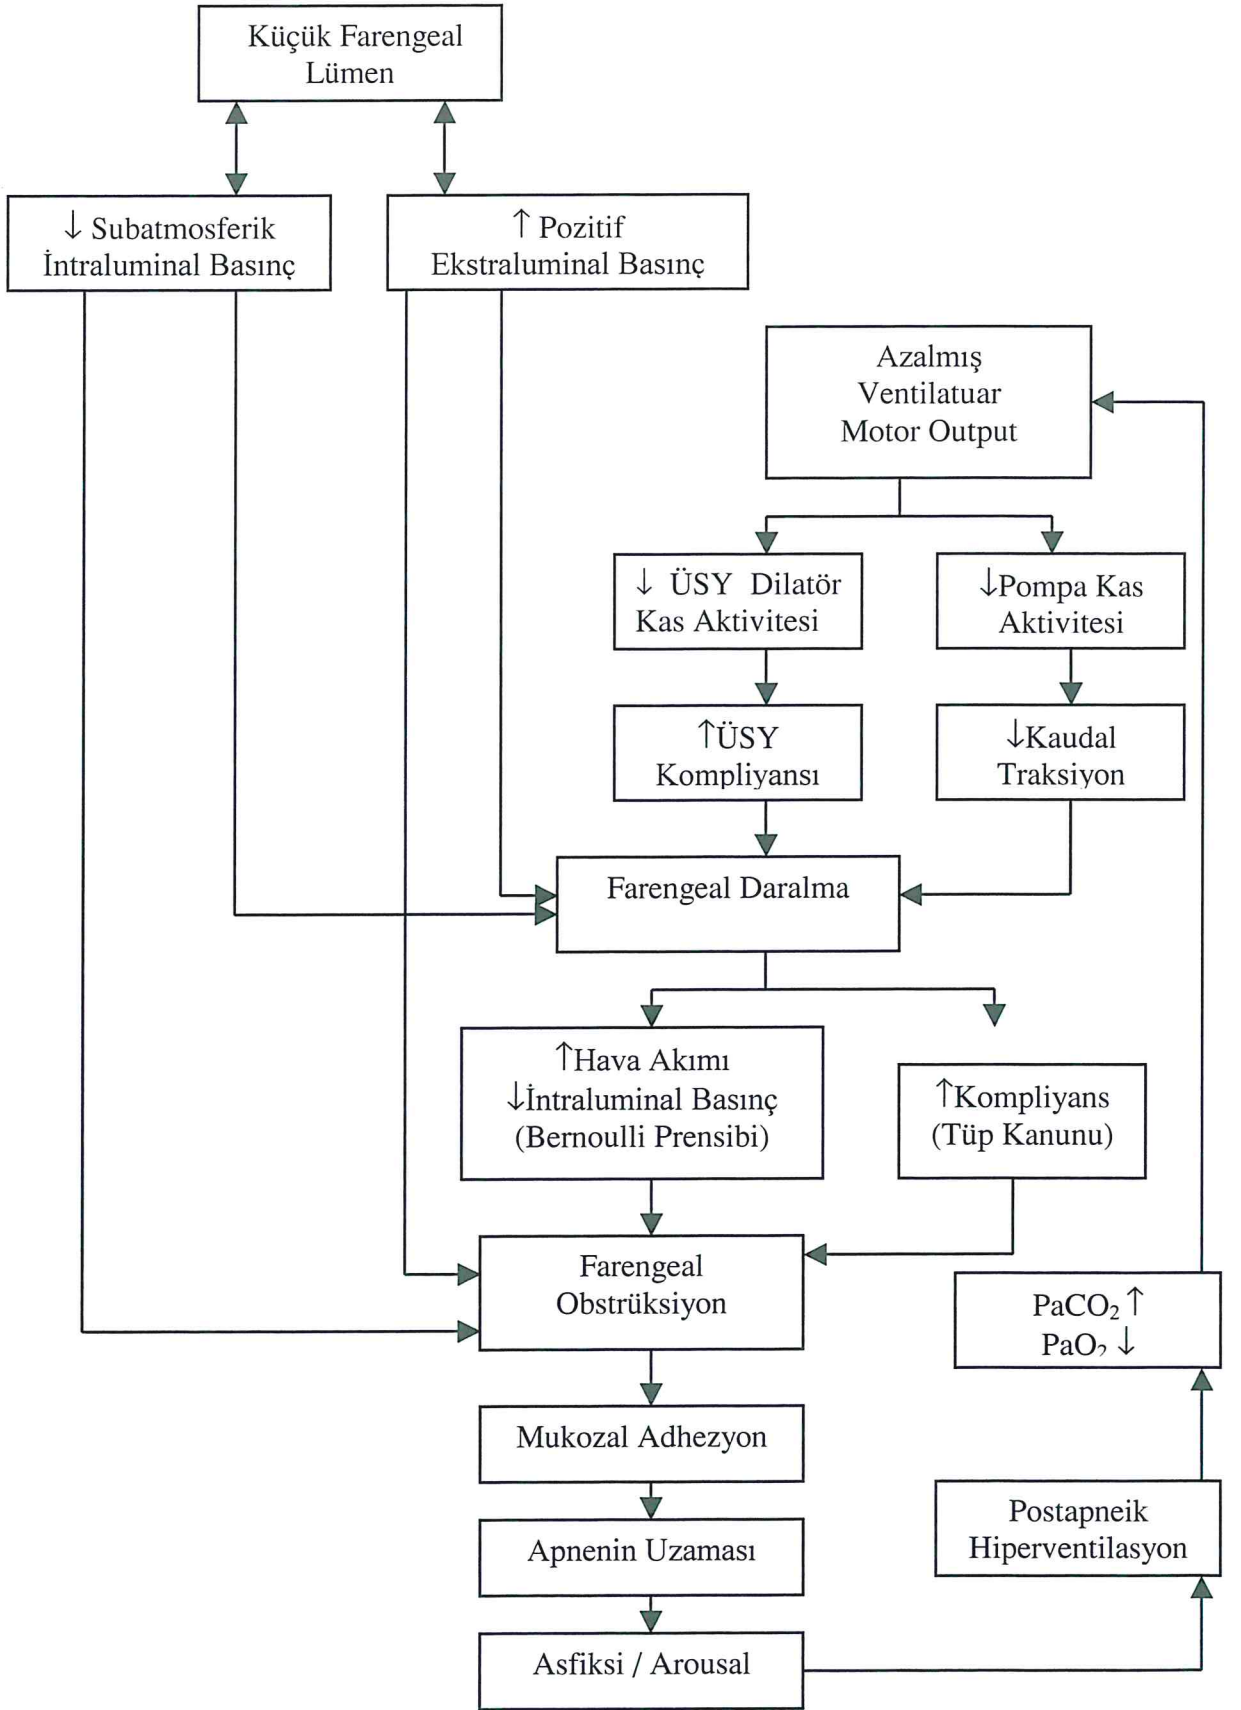 Küçük Farengeal
Lümen
↓ Subatmosferik
İntraluminal Basınç
↑ Pozitif
Ekstraluminal Basınç
Azalmış
Ventilatuar
Motor Output
↓ ÜSY Dilatör
Kas Aktivitesi
↓Pompa Kas
Aktivitesi
↑ÜSY
Kompliyansı
↓Kaudal
Traksiyon
Farengeal Daralma
↑Hava Akımı
↓İntraluminal Basınç
(Bernoulli Prensibi)
↑Kompliyans
(Tüp Kanunu)
Farengeal
Obstrüksiyon
PaCO₂ ↑
PaO₂ ↓
Mukozal Adhezyon
Postapneik
Hiperventilasyon
Apnenin Uzaması
Asfiksi / Arousal